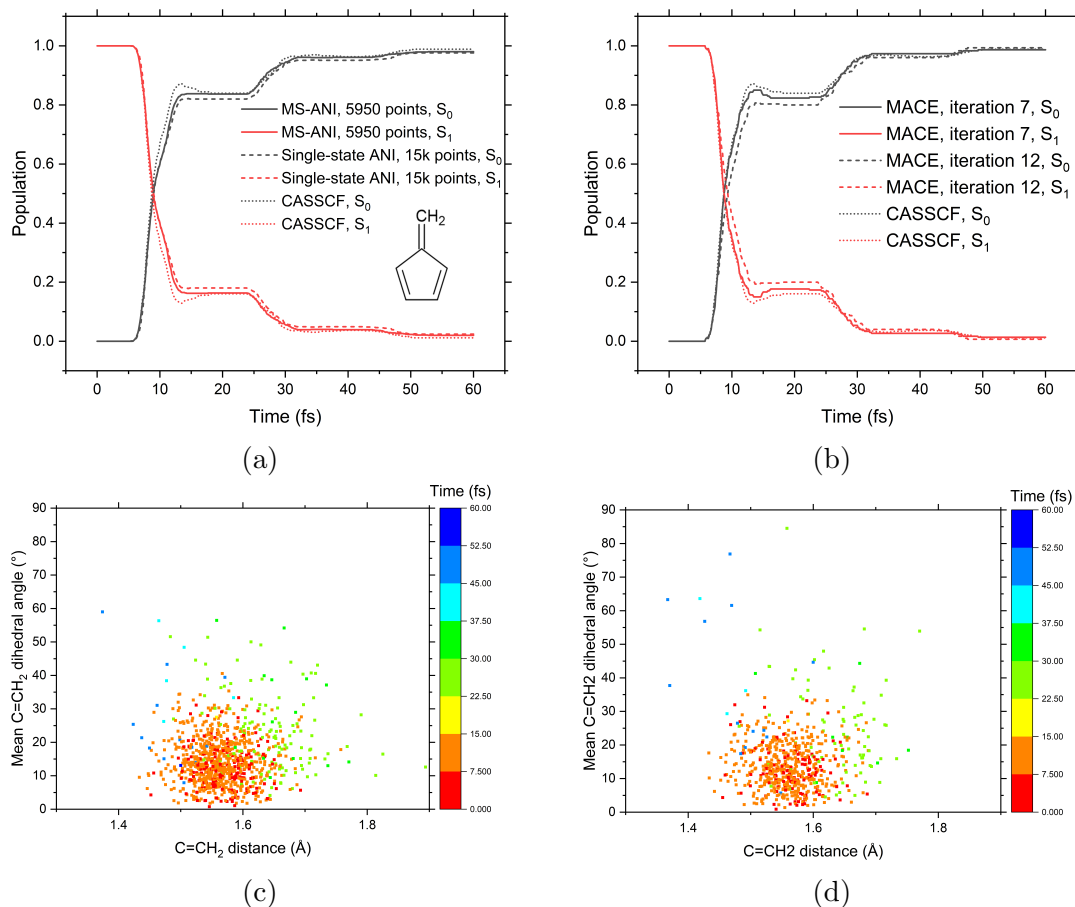 1.0
0.8
0.6
0.4
0.2
0.0
Population
MS-ANI, 5950 points, S0
MS-ANI, 5950 points, S1
Single-state ANI, 15k points, S0
Single-state ANI, 15k points, S1
CASSCF, S0
CASSCF, S1
CH2
0 10 20 30 40 50 60
Time (fs)
(a)
1.0
0.8
0.6
0.4
0.2
0.0
Population
MACE, iteration 7, S0
MACE, iteration 7, S1
MACE, iteration 12, S0
MACE, iteration 12, S1
CASSCF, S0
CASSCF, S1
0 10 20 30 40 50 60
Time (fs)
(b)
Time (fs)
90
80
70
60
50
40
30
20
10
0
Mean C=CH2 dihedral angle (°)
60.00
52.50
45.00
37.50
30.00
22.50
15.00
7.500
0.000
1.4 1.6 1.8
C=CH2 distance (Å)
(c)
Time (fs)
90
80
70
60
50
40
30
20
10
0
Mean C=CH2 dihedral angle (°)
60.00
52.50
45.00
37.50
30.00
22.50
15.00
7.500
0.000
1.4 1.6 1.8
C=CH2 distance (Å)
(d)